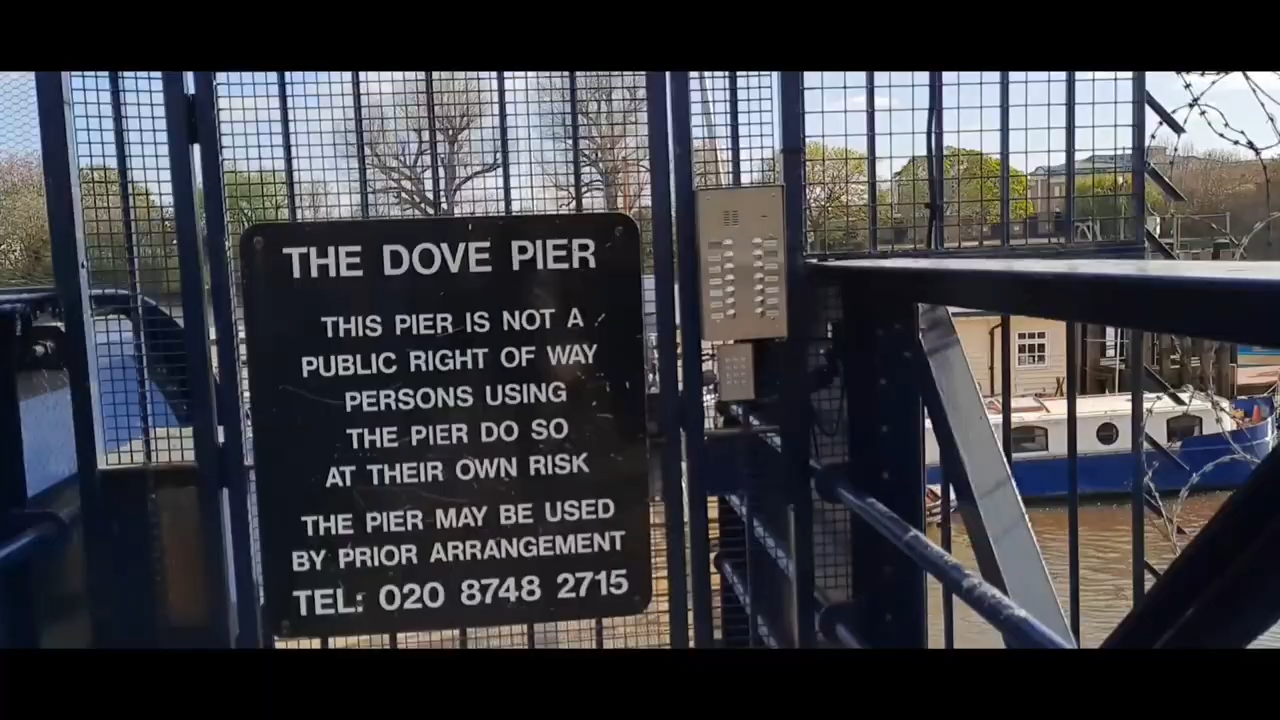 THE DOVE PIER
THIS PIER IS NOT A
PUBLIC RIGHT OF WAY
PERSONS USING
THE PIER DO SO
AT THEIR OWN RISK
THE PIER MAY BE USED
BY PRIOR ARRANGEMENT
TEL: 020 8748 2715